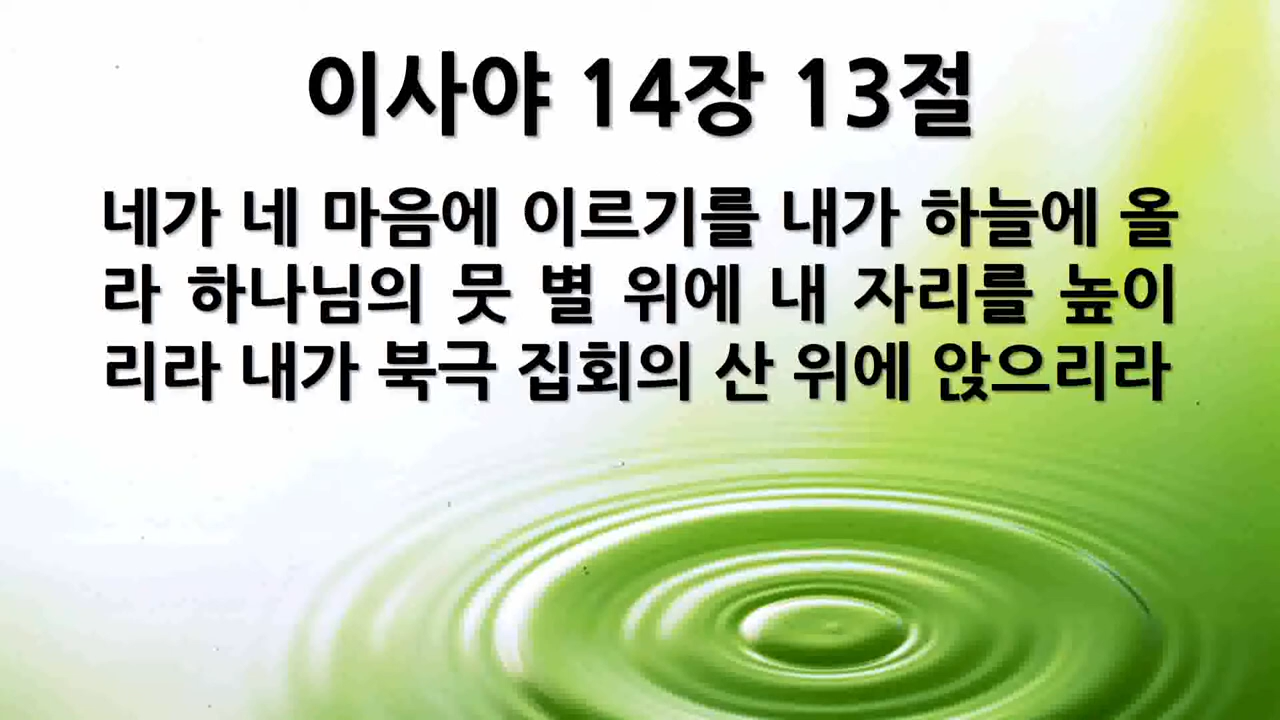 이사야 14장 13절
네가 네 마음에 이르기를 내가 하늘에 올
라 하나님의 뭇 별 위에 내 자리를 높이
리라 내가 북극 집회의 산 위에 앉으리라